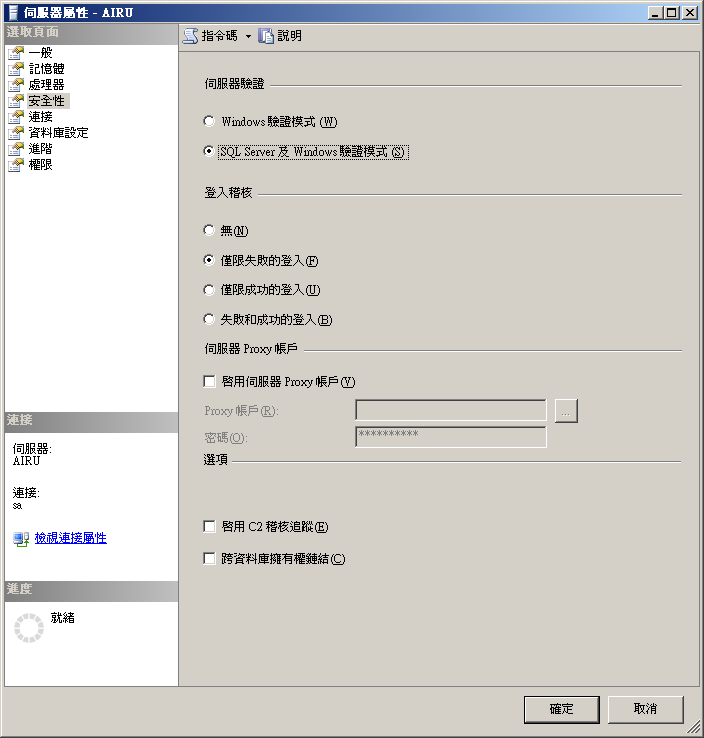 伺服器屬性 - AIRU
選取頁面
一般
記憶體
處理器
安全性
連接
資料庫設定
進階
權限
連接
伺服器:
AIRU
連接:
sa
檢視連接屬性
進度
就緒
指令碼 說明
伺服器驗證
Windows 驗證模式 (W)
SQL Server 及 Windows 驗證模式 (S)
登入稽核
無(N)
僅限失敗的登入(F)
僅限成功的登入(U)
失敗和成功的登入(B)
伺服器 Proxy 帳戶
啟用伺服器 Proxy 帳戶(V)
Proxy 帳戶(R):
...
密碼(O):
**********
選項
啟用 C2 稽核追蹤(E)
跨資料庫擁有權鏈結(C)
確定 取消